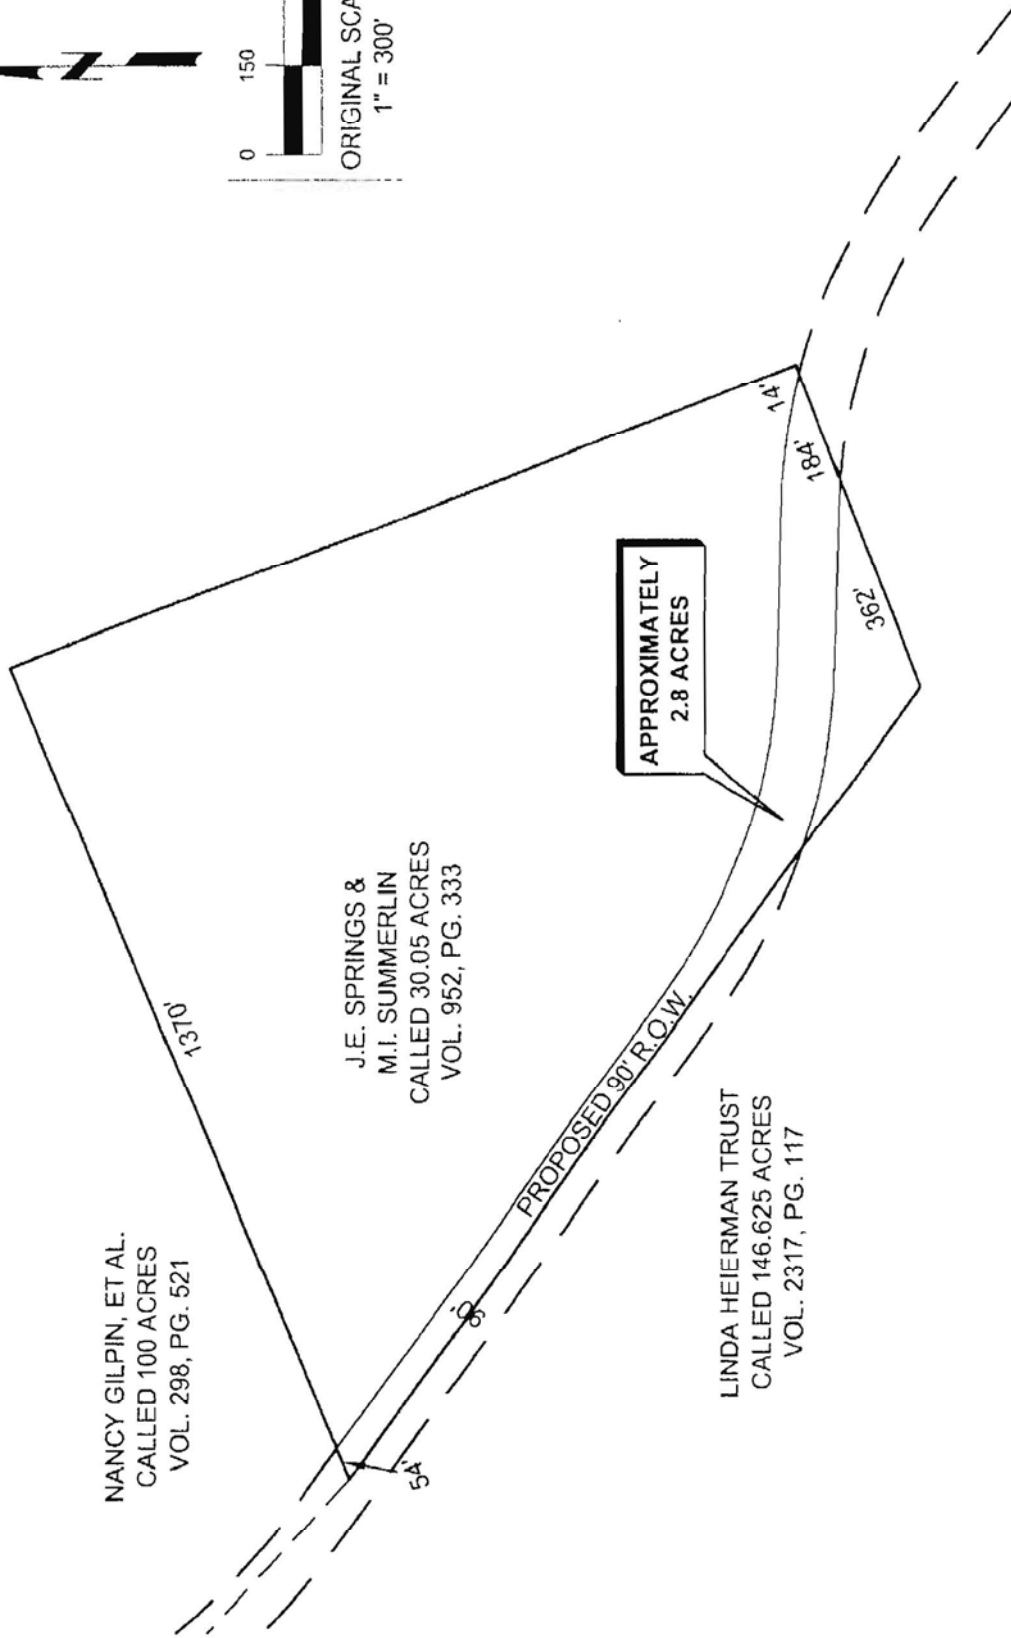 NANCY GILPIN, ET AL.
CALLED 100 ACRES
VOL. 298, PG. 521
1370'
J.E. SPRINGS &
M.I. SUMMERLIN
CALLED 30.05 ACRES
VOL. 952, PG. 333
0 150
ORIGINAL SCA
1" = 300'
54'
90'
PROPOSED 90' R.O.W.
APPROXIMATELY
2.8 ACRES
14'
184'
362'
LINDA HEIERMAN TRUST
CALLED 146.625 ACRES
VOL. 2317, PG. 117